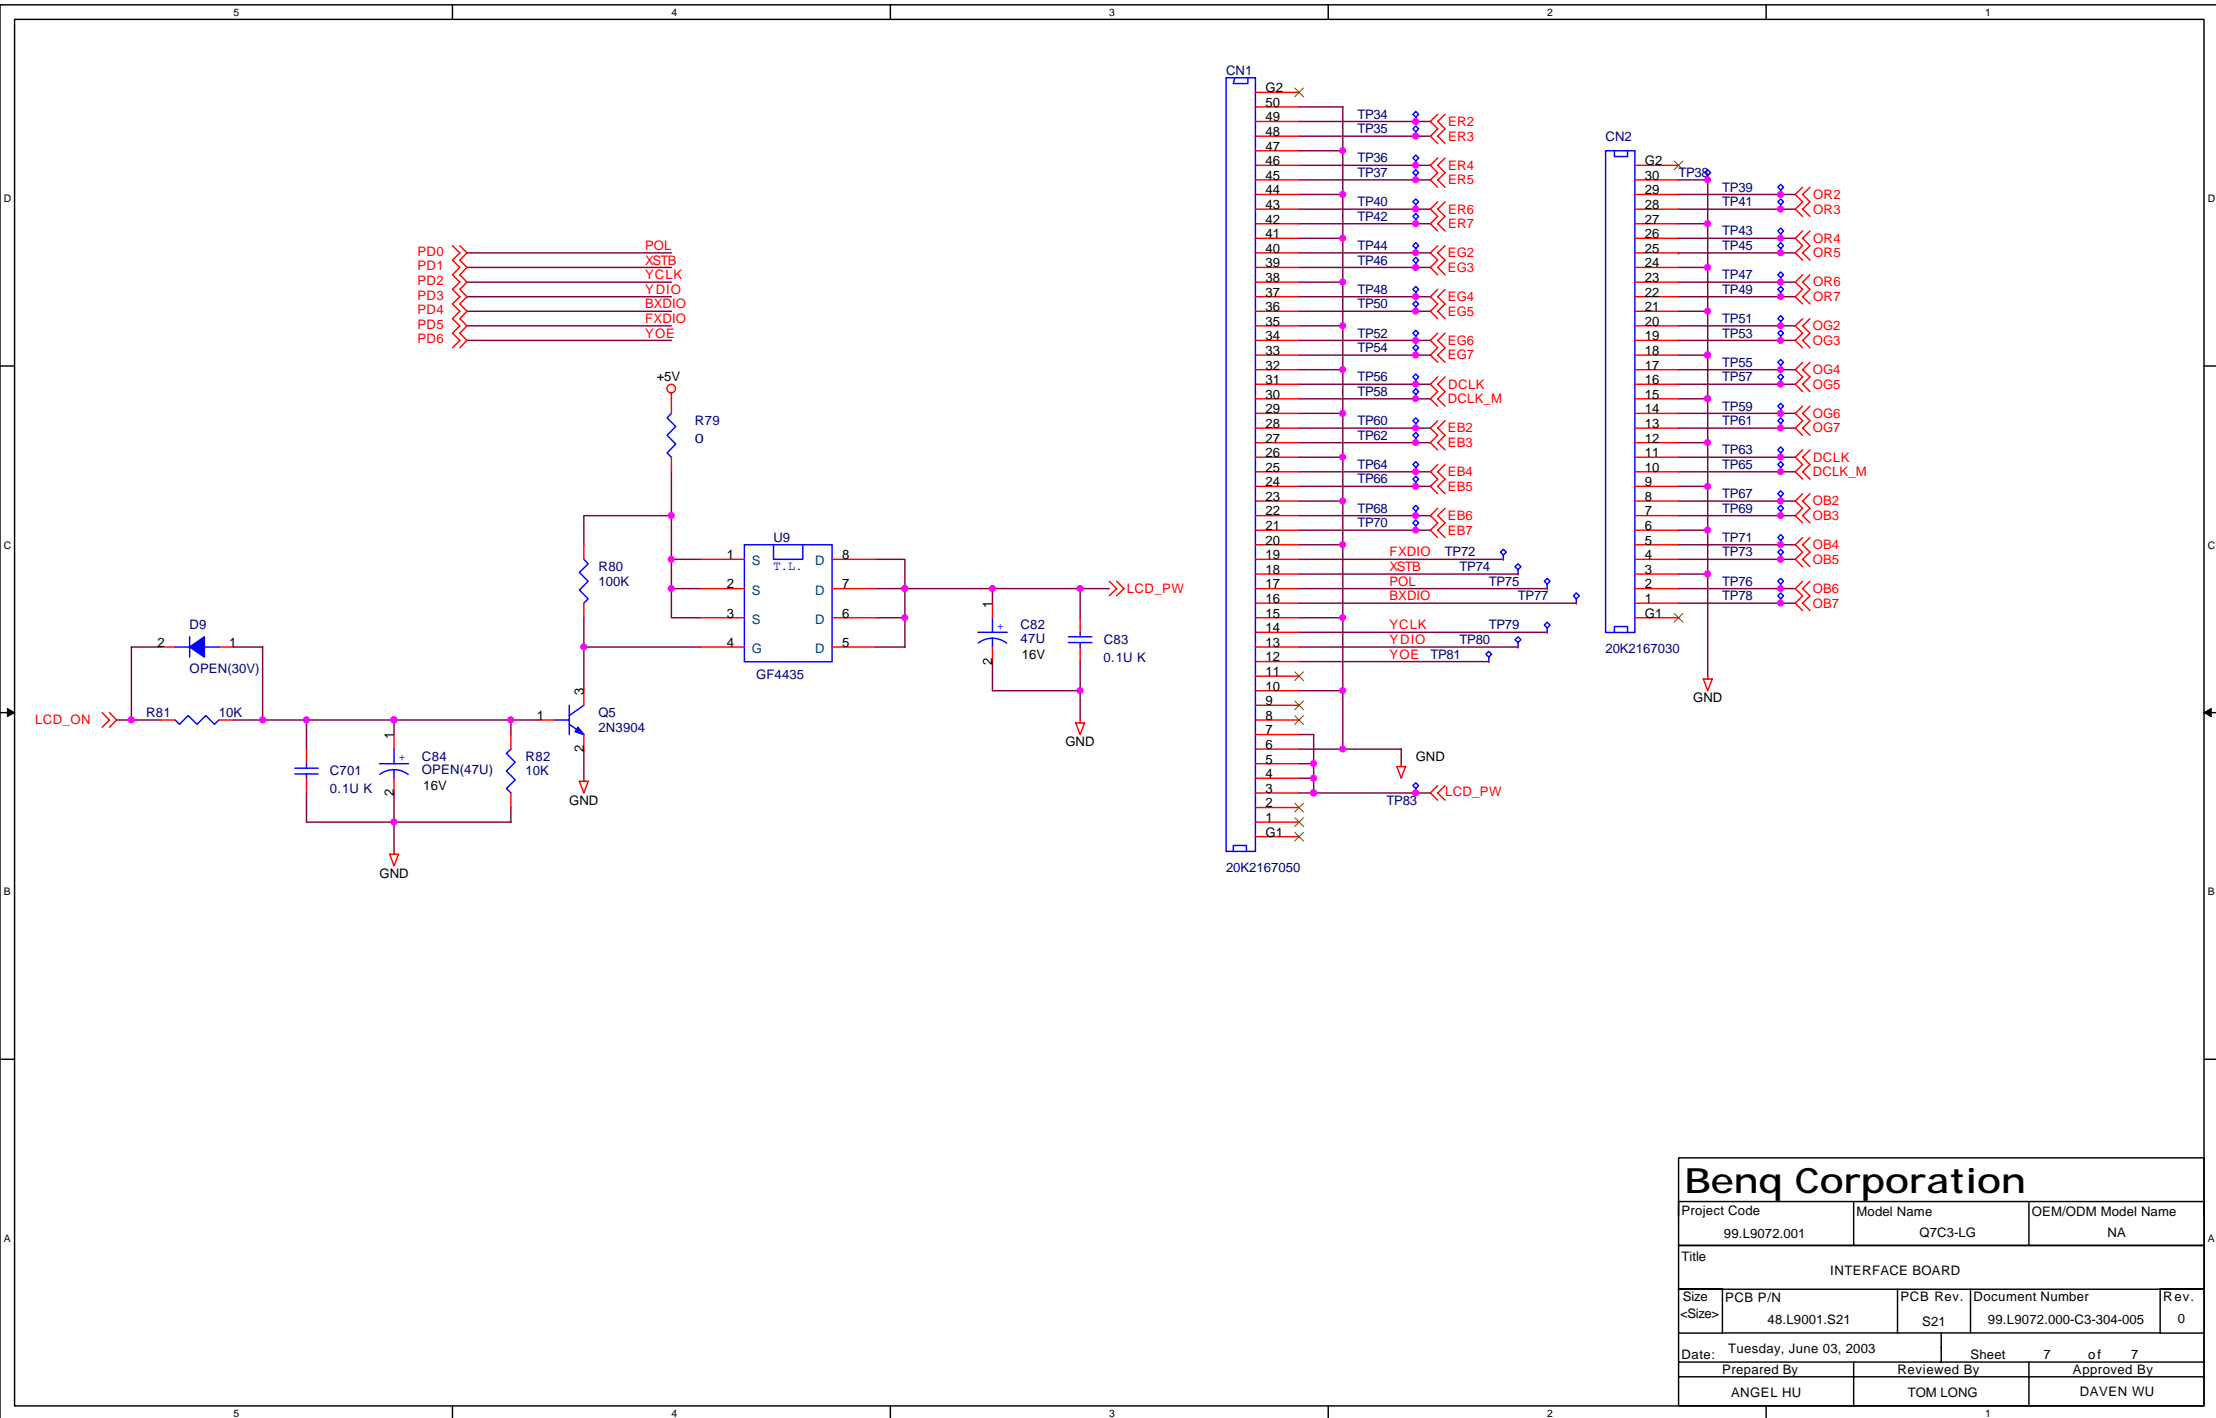 5 4 3 2 1
D
C
B
A
D
C
B
A
PD0 POL
PD1 XSTB
PD2 YCLK
PD3 YDIO
PD4 BXDIO
PD5 FXDIO
PD6 YOE
+5V
R79
0
R80
100K
U9
T.L.
1 S D 8
2 S D 7
3 S D 6
4 G D 5
GF4435
LCD_PW
1
+
2
C82
47U
16V
C83
0.1U K
GND
D9
2 1
OPEN(30V)
LCD_ON
R81 10K
C701
0.1U K
1
+
2
C84
OPEN(47U)
16V
R82
10K
GND
1
3
2
Q5
2N3904
GND
CN1
G2
50
49 TP34 ER2
48 TP35 ER3
47
46 TP36 ER4
45 TP37 ER5
44
43 TP40 ER6
42 TP42 ER7
41
40 TP44 EG2
39 TP46 EG3
38
37 TP48 EG4
36 TP50 EG5
35
34 TP52 EG6
33 TP54 EG7
32
31 TP56 DCLK
30 TP58 DCLK_M
29
28 TP60 EB2
27 TP62 EB3
26
25 TP64 EB4
24 TP66 EB5
23
22 TP68 EB6
21 TP70 EB7
20
19 FXDIO TP72
18 XSTB TP74
17 POL TP75
16 BXDIO TP77
15
14 YCLK TP79
13 YDIO TP80
12 YOE TP81
11
10
9
8
7
6 GND
5
4
3 TP83 LCD_PW
2
1
G1
20K2167050
CN2
G2
30 TP38
29 TP39 OR2
28 TP41 OR3
27
26 TP43 OR4
25 TP45 OR5
24
23 TP47 OR6
22 TP49 OR7
21
20 TP51 OG2
19 TP53 OG3
18
17 TP55 OG4
16 TP57 OG5
15
14 TP59 OG6
13 TP61 OG7
12
11 TP63 DCLK
10 TP65 DCLK_M
9
8 TP67 OB2
7 TP69 OB3
6
5 TP71 OB4
4 TP73 OB5
3
2 TP76 OB6
1 TP78 OB7
G1
20K2167030
GND
Benq Corporation
Project Code Model Name OEM/ODM Model Name
99.L9072.001 Q7C3-LG NA
Title
INTERFACE BOARD
Size PCB P/N PCB Rev. Document Number Rev.
<Size> 48.L9001.S21 S21 99.L9072.000-C3-304-005 0
Date: Tuesday, June 03, 2003 Sheet 7 of 7
Prepared By Reviewed By Approved By
ANGEL HU TOM LONG DAVEN WU
5 4 3 2 1